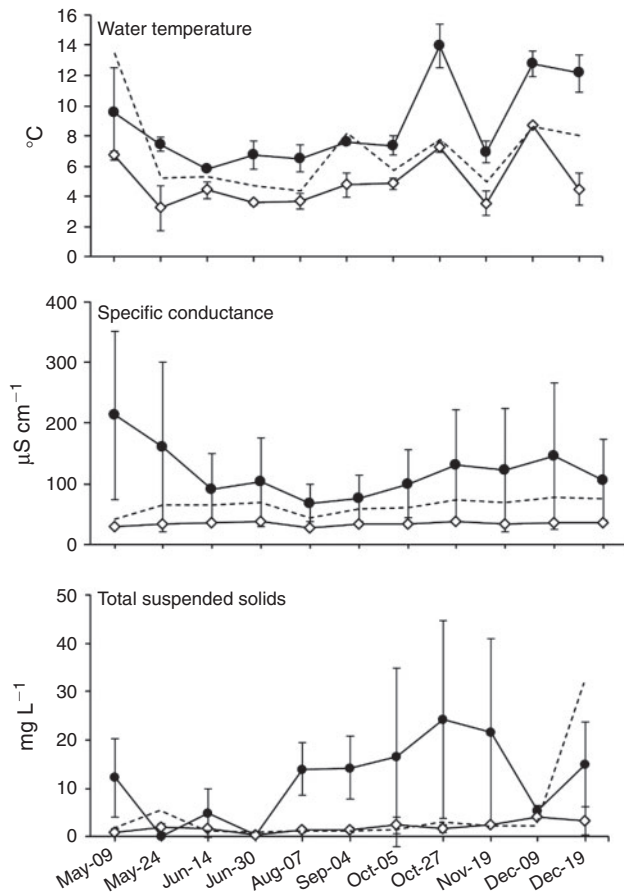 Water temperature
16
14
12
10
8
6
4
2
0
°C
Specific conductance
400
300
200
100
0
µS cm⁻¹
Total suspended solids
50
40
30
20
10
0
mg L⁻¹
May-09
May-24
Jun-14
Jun-30
Aug-07
Sep-04
Oct-05
Oct-27
Nov-19
Dec-09
Dec-19